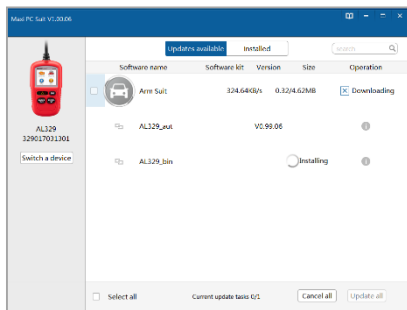 Maxi PC Suit V1.00.06
Updates available Installed
search
Software name Software kit Version Size Operation
Arm Suit 324.64KB/s 0.32/4.62MB Downloading
AL329_aut V0.99.06
AL329_bin Installing
AL329
329017031301
Switch a device
Select all Current update tasks 0/1 Cancel all Update all